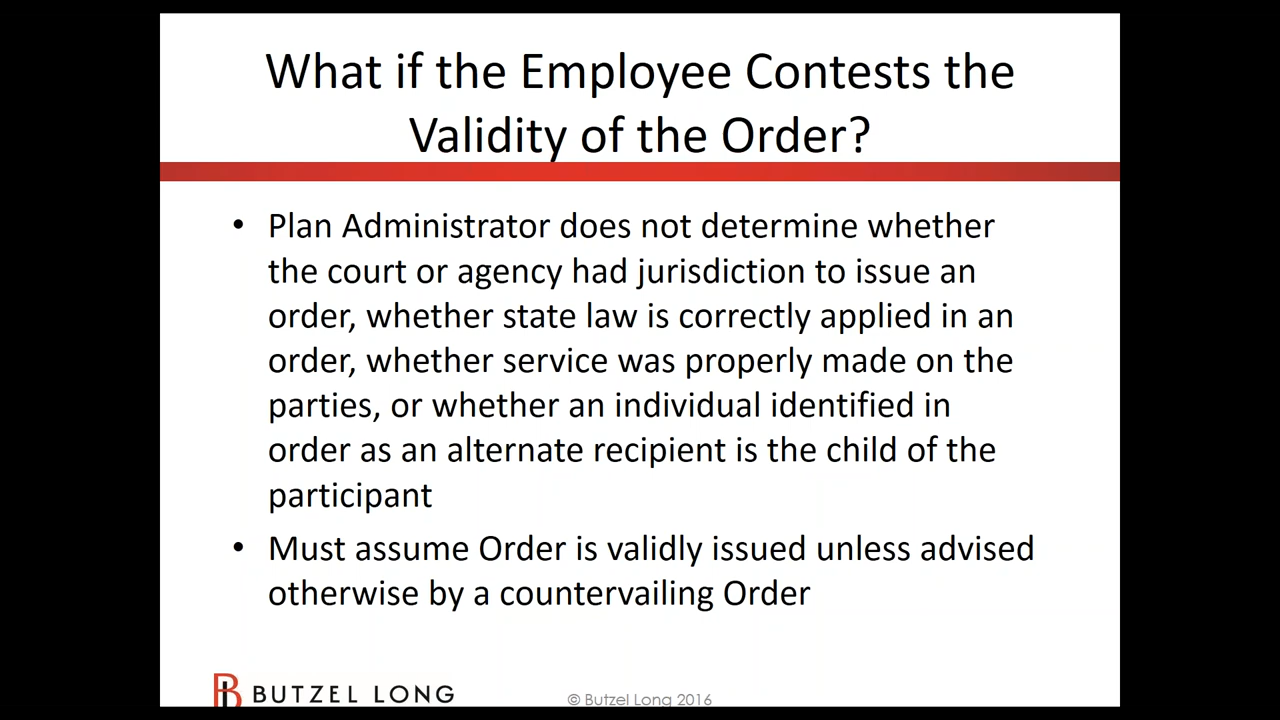 What if the Employee Contests the
Validity of the Order?
• Plan Administrator does not determine whether
the court or agency had jurisdiction to issue an
order, whether state law is correctly applied in an
order, whether service was properly made on the
parties, or whether an individual identified in
order as an alternate recipient is the child of the
participant
• Must assume Order is validly issued unless advised
otherwise by a countervailing Order
BUTZEL LONG
© Butzel Long 2016